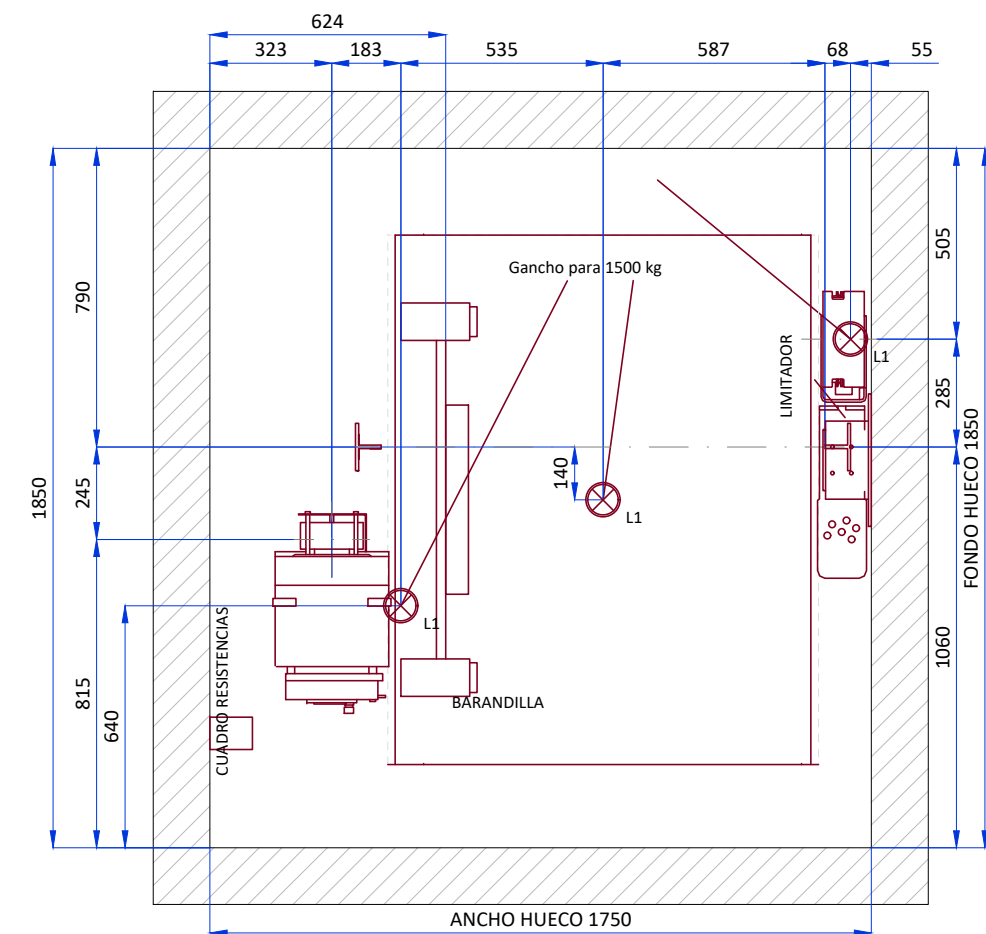 624
323
183
535
587
68
55
Gancho para 1500 kg
505
790
LIMITADOR
L1
285
1850
245
140
L1
FONDO HUECO 1850
L1
CUADRO RESISTENCIAS
1060
815
640
BARANDILLA
ANCHO HUECO 1750